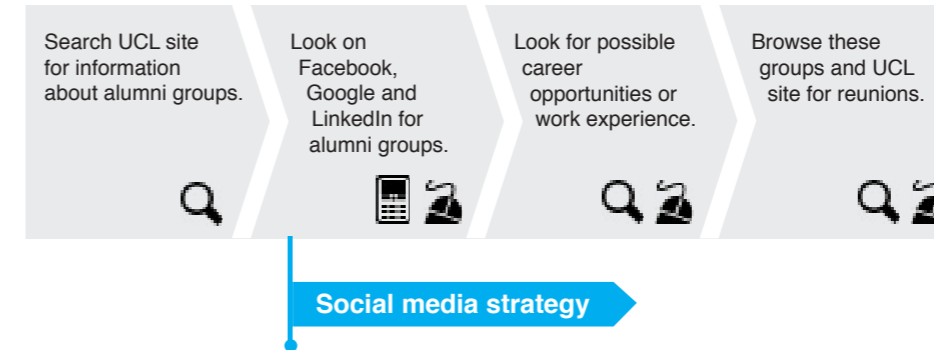 Search UCL site
for information
about alumni groups.
Look on
Facebook,
Google and
LinkedIn for
alumni groups.
Look for possible
career
opportunities or
work experience.
Browse these
groups and UCL
site for reunions.
Social media strategy